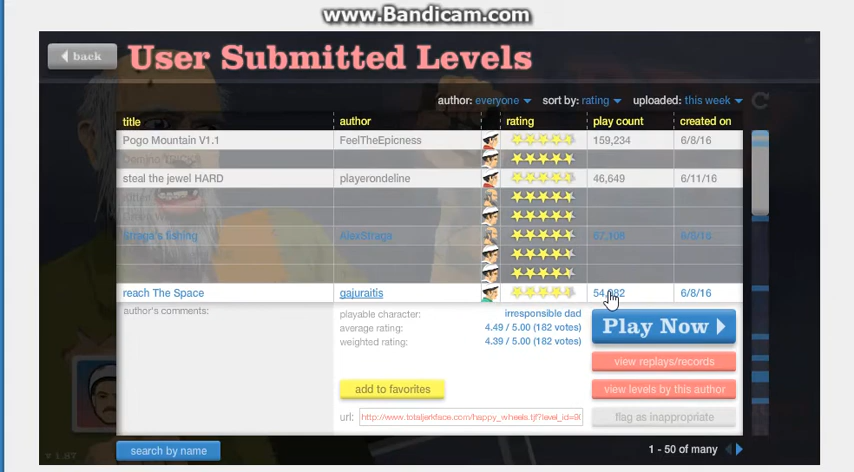 www.Bandicam.com
back
User Submitted Levels
author: everyone sort by: rating uploaded: this week
title author rating play count created on
Pogo Mountain V1.1 FeelTheEpicness 159,234 6/8/16
steal the jewel HARD playerondeline 46,649 6/11/16
Straga's fishing AlexStraga 67,108 6/8/16
reach The Space gajuraitis 6/8/16
author's comments:
playable character: irresponsible dad
average rating: 4.49 / 5.00 (182 votes)
weighted rating: 4.39 / 5.00 (182 votes)
Play Now
view replays/records
add to favorites
view levels by this author
url: http://www.totaljerkface.com/happy_wheels.tjf?level_id=9
flag as inappropriate
search by name
1 - 50 of many
v 1.87